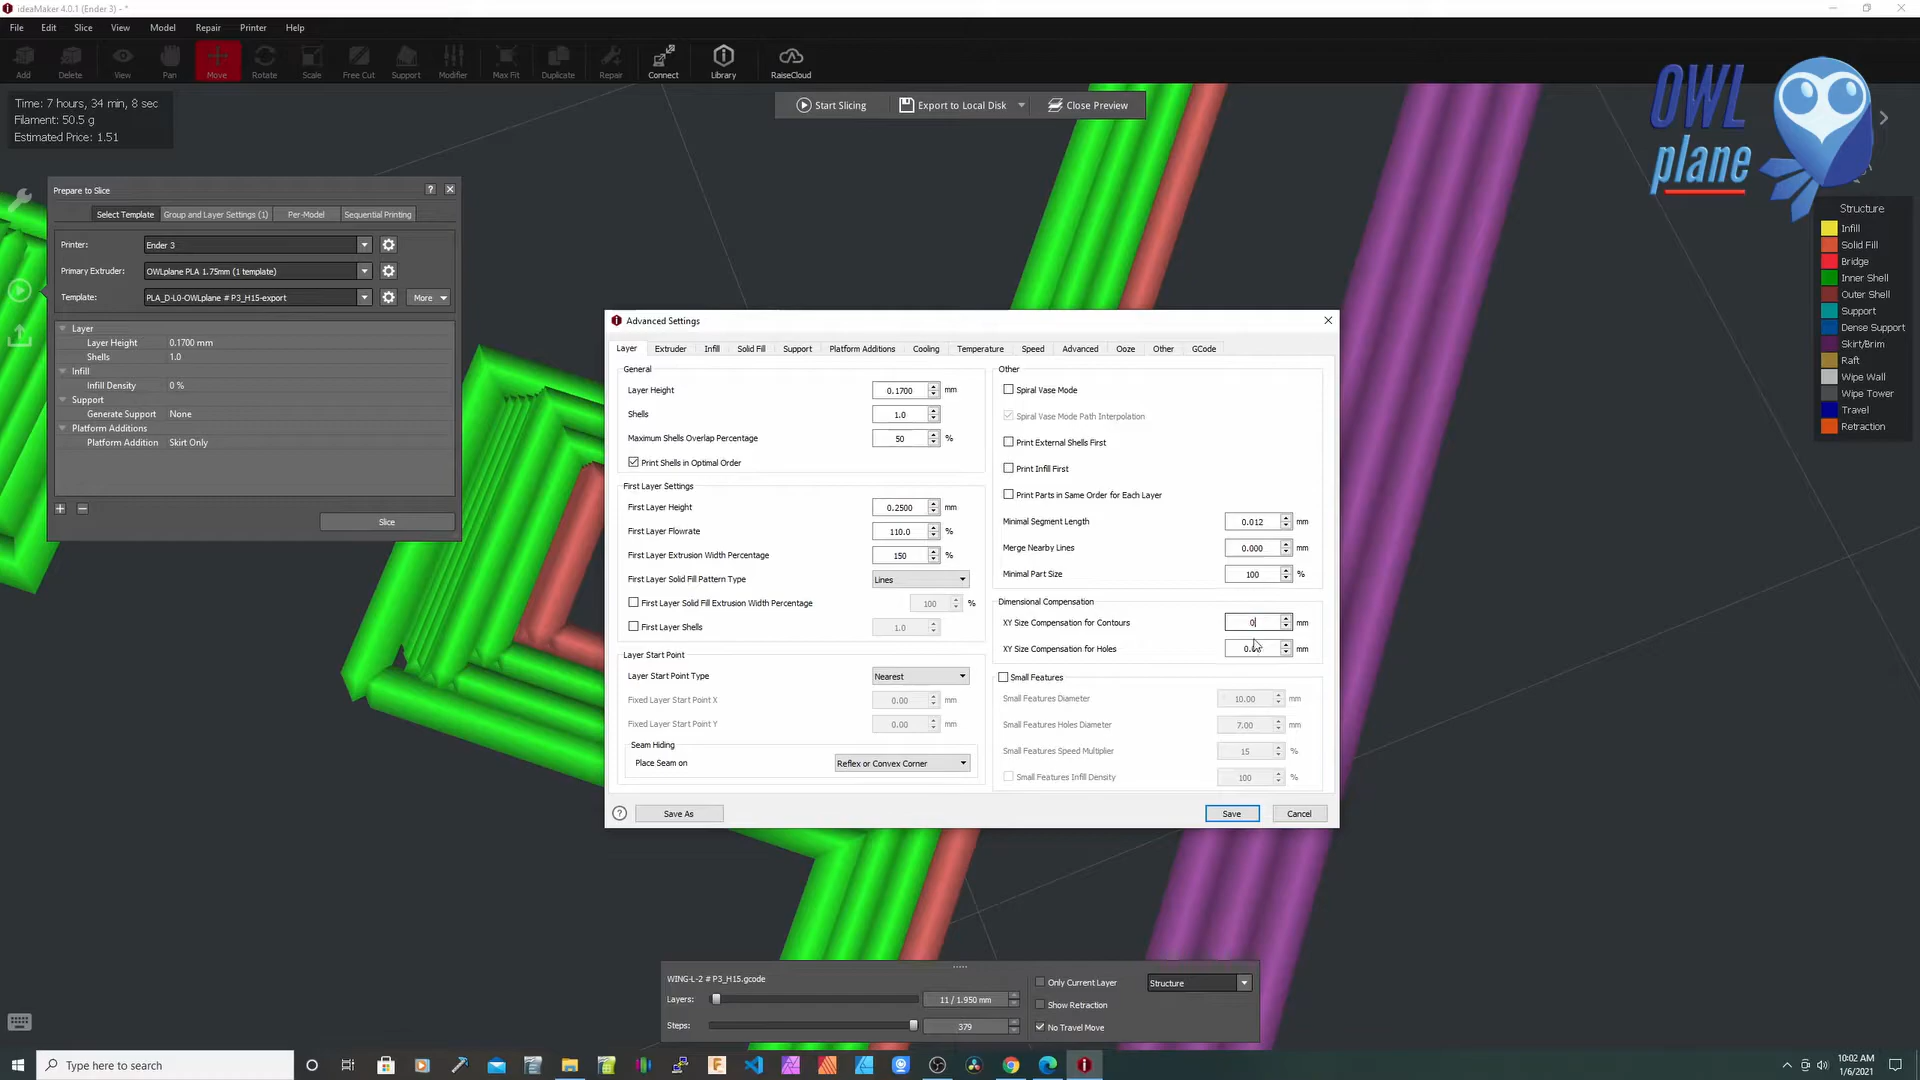 ideaMaker 4.0.1 (Ender 3) - *
File Edit Slice View Model Repair Printer Help
Add Delete View Pan Move Rotate Scale Free Cut Support Modifier Max Fit Duplicate Repair Connect Library RaiseCloud
Time: 7 hours, 34 min, 8 sec
Filament: 50.5 g
Estimated Price: 1.51
Start Slicing Export to Local Disk Close Preview
OWL
plane
Prepare to Slice ?
Select Template Group and Layer Settings (1) Per-Model Sequential Printing
Printer: Ender 3
Primary Extruder: OWLplane PLA 1.75mm (1 template)
Template: PLA_D-L0-OWLplane # P3_H15-export More
Layer
Layer Height 0.1700 mm
Shells 1.0
Infill
Infill Density 0 %
Support
Generate Support None
Platform Additions
Platform Addition Skirt Only
Slice
Structure
Infill
Solid Fill
Bridge
Inner Shell
Outer Shell
Support
Dense Support
Skirt/Brim
Raft
Wipe Wall
Wipe Tower
Travel
Retraction
Advanced Settings
Layer Extruder Infill Solid Fill Support Platform Additions Cooling Temperature Speed Advanced Ooze Other GCode
General
Layer Height 0.1700 mm
Shells 1.0
Maximum Shells Overlap Percentage 50 %
Print Shells in Optimal Order
First Layer Settings
First Layer Height 0.2500 mm
First Layer Flowrate 110.0 %
First Layer Extrusion Width Percentage 150 %
First Layer Solid Fill Pattern Type Lines
First Layer Solid Fill Extrusion Width Percentage 100 %
First Layer Shells 1.0
Layer Start Point
Layer Start Point Type Nearest
Fixed Layer Start Point X 0.00 mm
Fixed Layer Start Point Y 0.00 mm
Seam Hiding
Place Seam on Reflex or Convex Corner
Other
Spiral Vase Mode
Spiral Vase Mode Path Interpolation
Print External Shells First
Print Infill First
Print Parts in Same Order for Each Layer
Minimal Segment Length 0.012 mm
Merge Nearby Lines 0.000 mm
Minimal Part Size 100 %
Dimensional Compensation
XY Size Compensation for Contours 0 mm
XY Size Compensation for Holes mm
Small Features
Small Features Diameter 10.00 mm
Small Features Holes Diameter 7.00 mm
Small Features Speed Multiplier 15 %
Small Features Infill Density 100 %
? Save As Save Cancel
WING-L-2 # P3_H15.gcode
Layers: 11 / 1.950 mm
Steps: 379
Only Current Layer Structure
Show Retraction
No Travel Move
Type here to search
10:02 AM
1/6/2021